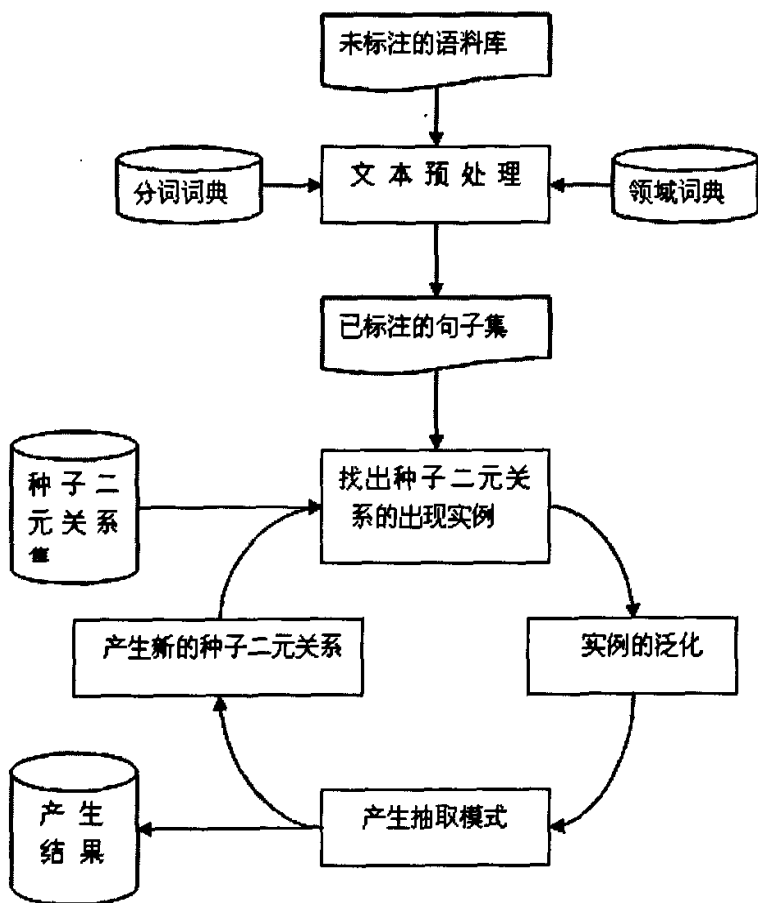 未标注的语料库
分词词典
文本预处理
领域词典
已标注的句子集
种子二
元关系
值
找出种子二元关
系的出现实例
产生新的种子二元关系
实例的泛化
产生
结果
产生抽取模式